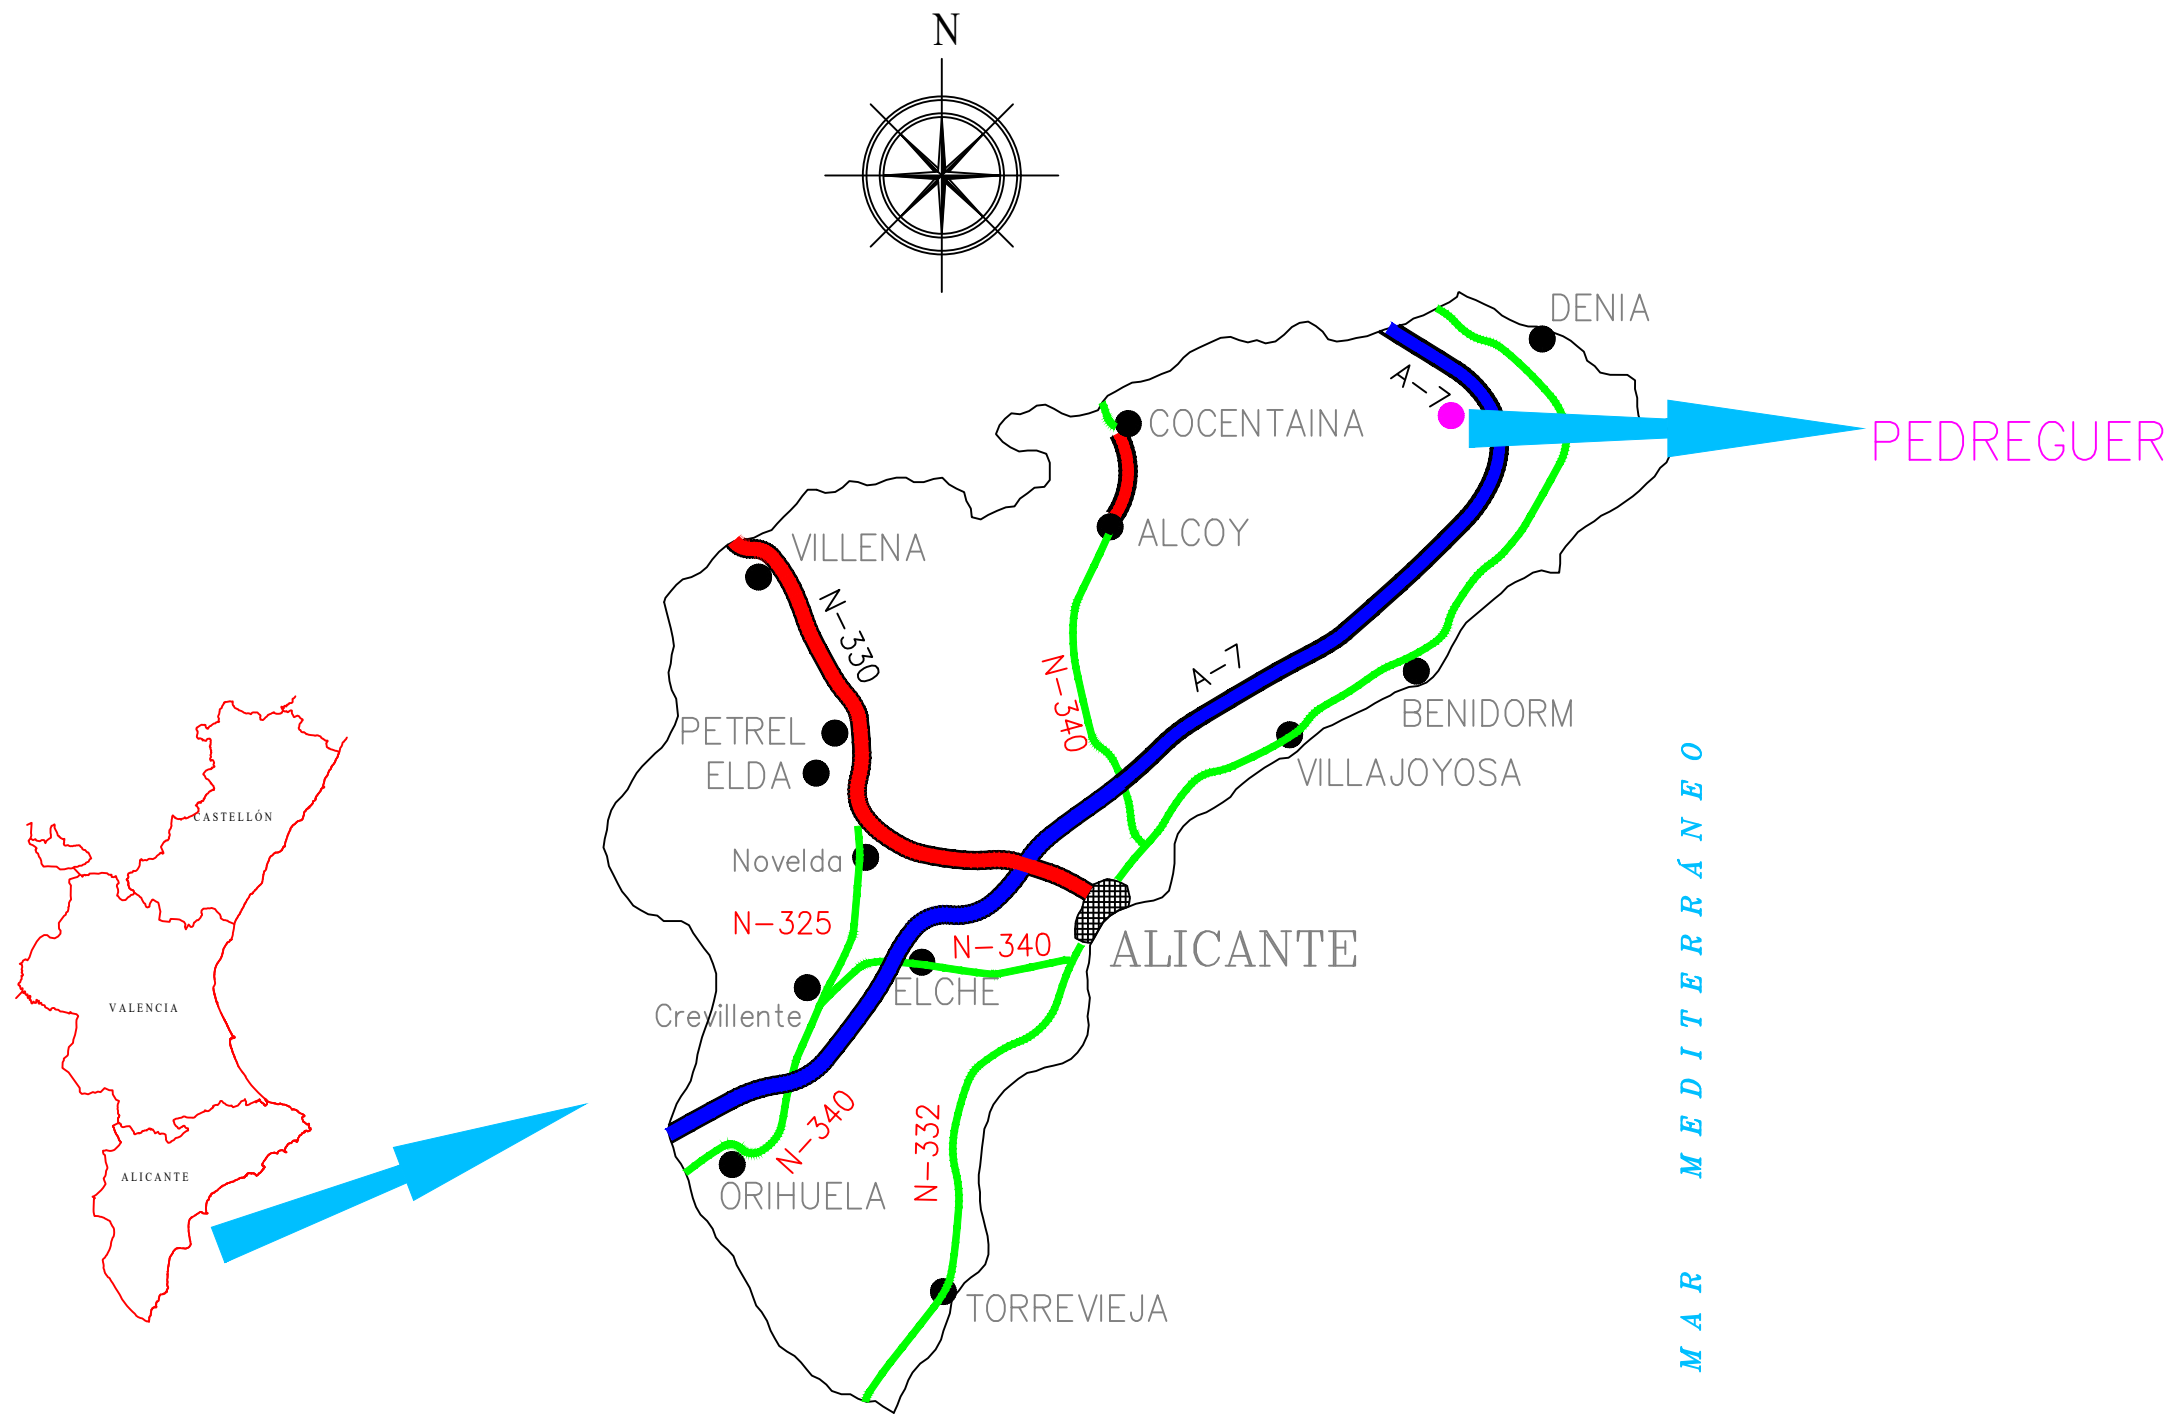 N
DENIA
A-7
COCENTAINA
PEDREGUER
ALCOY
VILLENA
N-330
A-7
N-340
PETREL
BENIDORM
ELDA
VILLAJOYOSA
CASTELLÓN
Novelda
N-325
N-340
ALICANTE
ELCHE
VALENCIA
Crevillente
MAR MEDITERRÁNEO
N-340
N-332
ALICANTE
ORIHUELA
TORREVIEJA